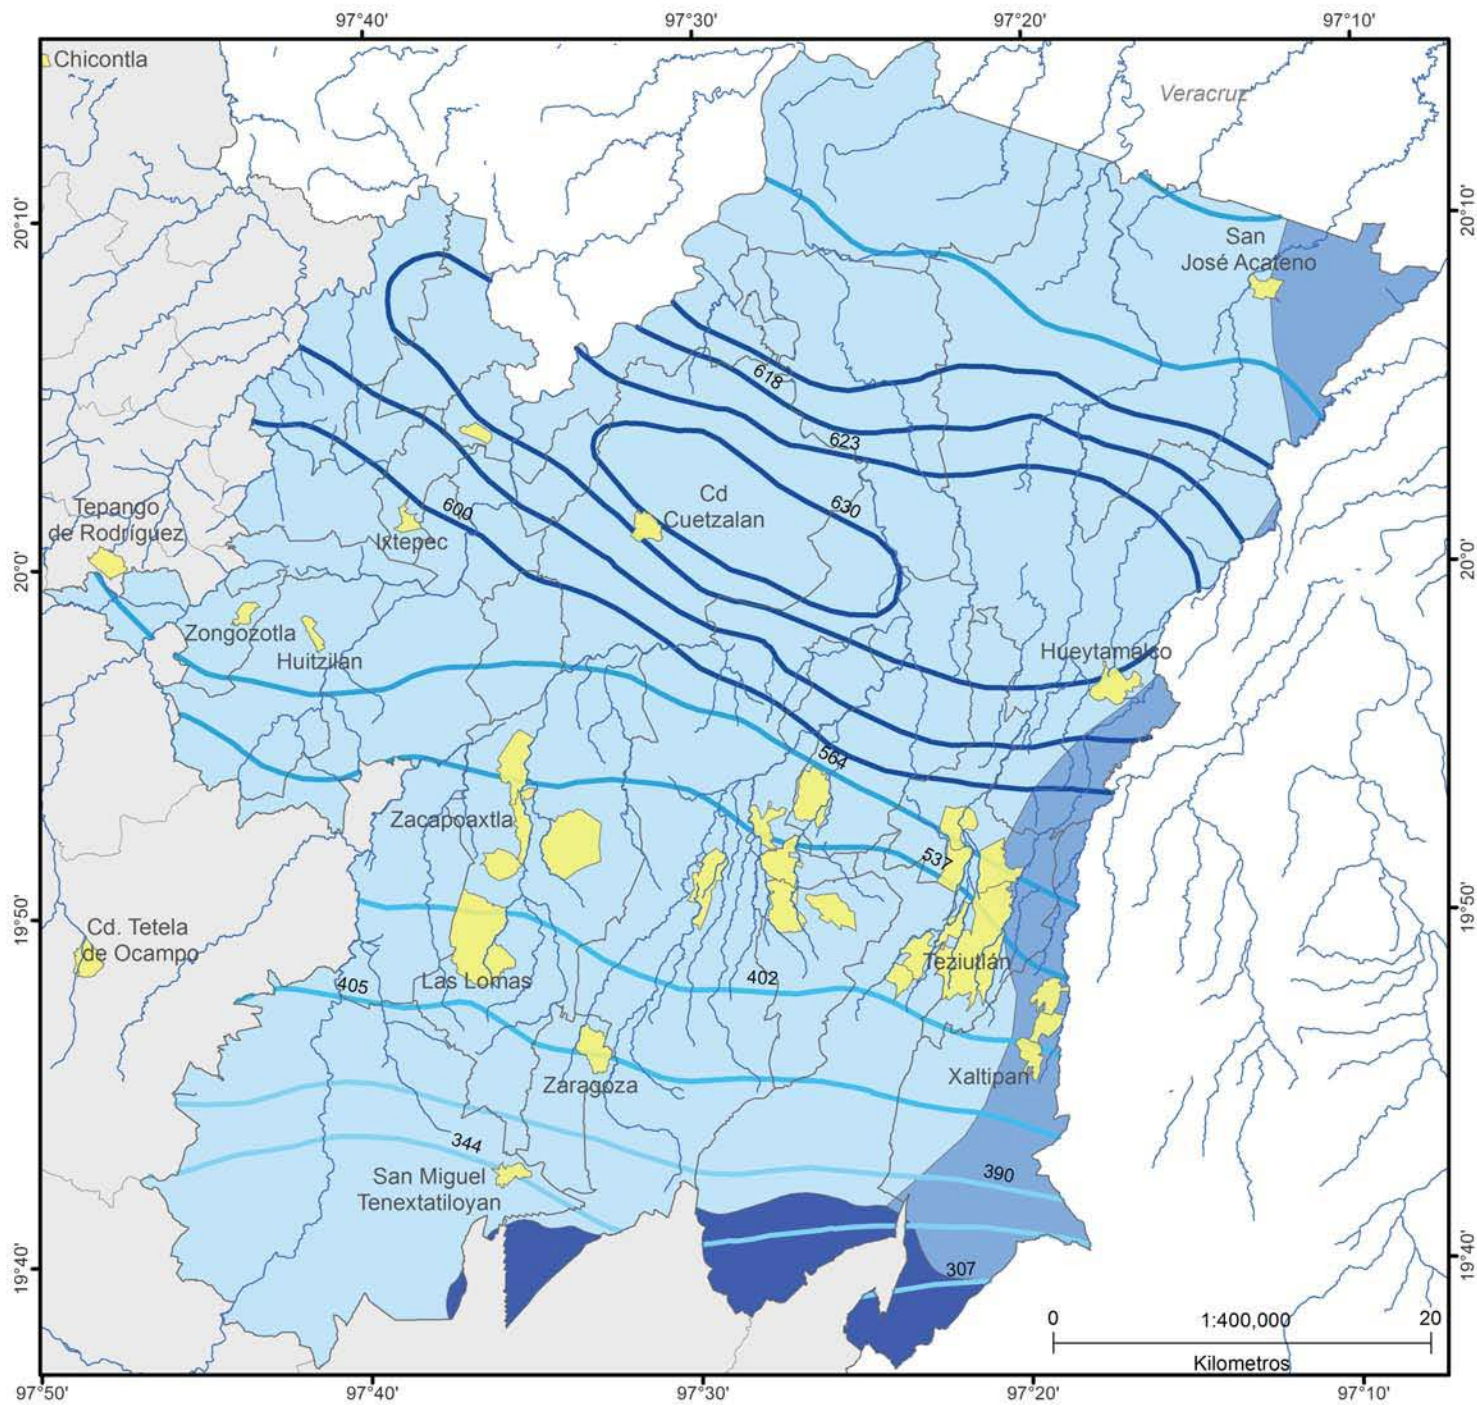 97°40'
97°30'
97°20'
97°10'
Chicontla
Veracruz
20°10'
20°10'
San
José Acateno
618
623
630
Cd
Cuetzalan
600
Ixtepec
Tepango
de Rodríguez
20°0'
20°0'
Zongozotla
Huitzilan
Hueytamalco
564
Zacapoaxtla
537
19°50'
19°50'
Cd. Tetela
de Ocampo
Las Lomas
Teziutlán
405
402
Xaltipan
Zaragoza
344
390
San Miguel
Tenextatiloyan
19°40'
19°40'
307
0
1:400,000
20
Kilometros
97°50'
97°40'
97°30'
97°20'
97°10'